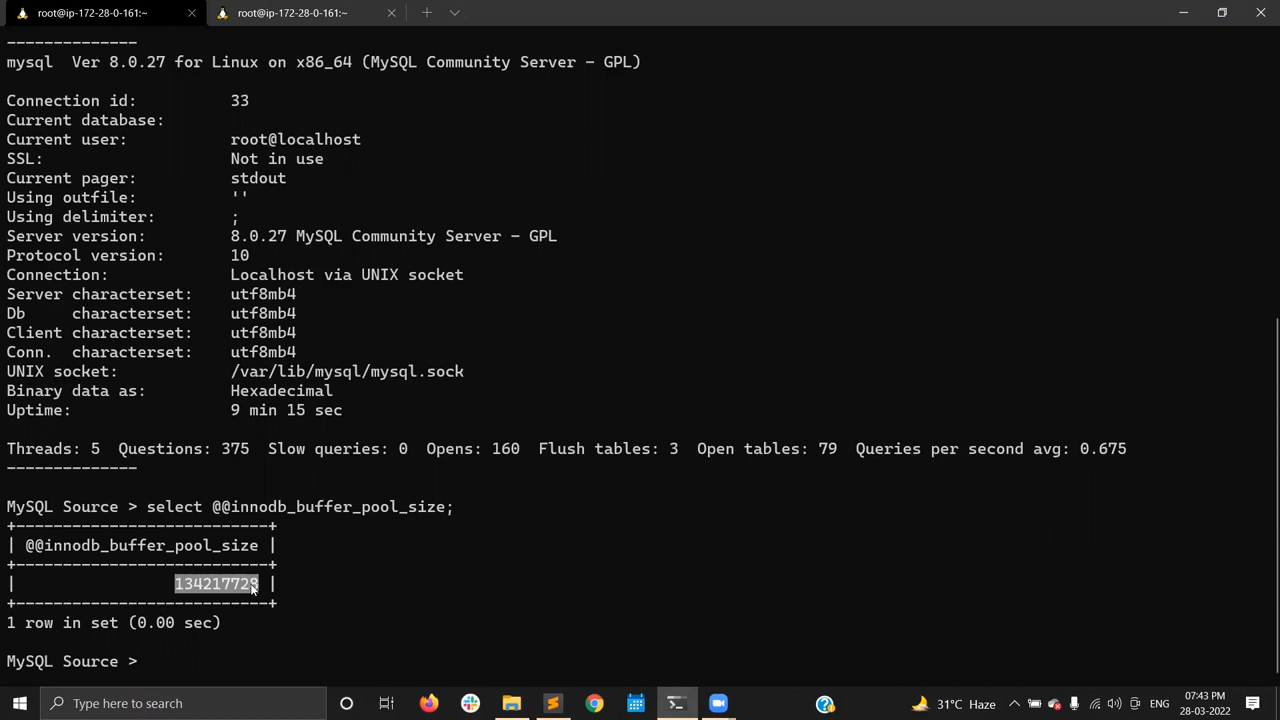 root@ip-172-28-0-161:~ root@ip-172-28-0-161:~
--------------
mysql  Ver 8.0.27 for Linux on x86_64 (MySQL Community Server - GPL)
Connection id: 33
Current database:
Current user: root@localhost
SSL: Not in use
Current pager: stdout
Using outfile: ''
Using delimiter: ;
Server version: 8.0.27 MySQL Community Server - GPL
Protocol version: 10
Connection: Localhost via UNIX socket
Server characterset: utf8mb4
Db     characterset: utf8mb4
Client characterset: utf8mb4
Conn.  characterset: utf8mb4
UNIX socket: /var/lib/mysql/mysql.sock
Binary data as: Hexadecimal
Uptime: 9 min 15 sec
Threads: 5  Questions: 375  Slow queries: 0  Opens: 160  Flush tables: 3  Open tables: 79  Queries per second avg: 0.675
--------------
MySQL Source > select @@innodb_buffer_pool_size;
+---------------------------+
| @@innodb_buffer_pool_size |
+---------------------------+
|                 134217728 |
+---------------------------+
1 row in set (0.00 sec)
MySQL Source >
Type here to search 31°C Haze ENG 07:43 PM
28-03-2022